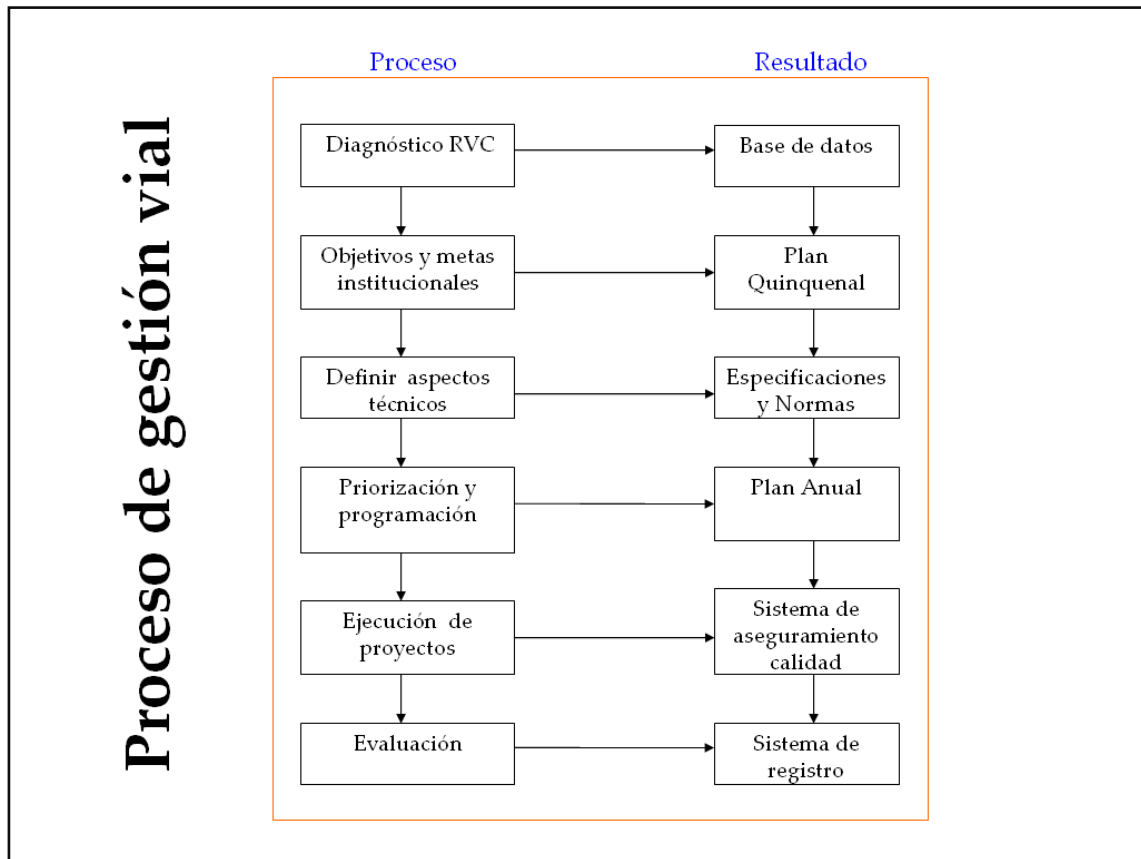 Proceso de gestión vial
Proceso
Resultado
Diagnóstico RVC
Base de datos
Objetivos y metas
institucionales
Plan
Quinquenal
Definir aspectos
técnicos
Especificaciones
y Normas
Priorización y
programación
Plan Anual
Ejecución de
proyectos
Sistema de
aseguramiento
calidad
Evaluación
Sistema de
registro